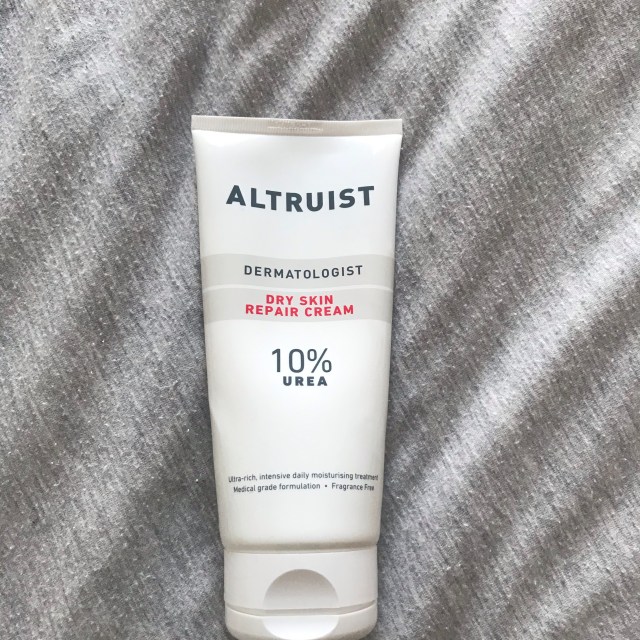 ALTRUIST
DERMATOLOGIST
DRY SKIN
REPAIR CREAM
10%
UREA
Ultra-rich, intensive daily moisturising treatment
Medical grade formulation • Fragrance Free